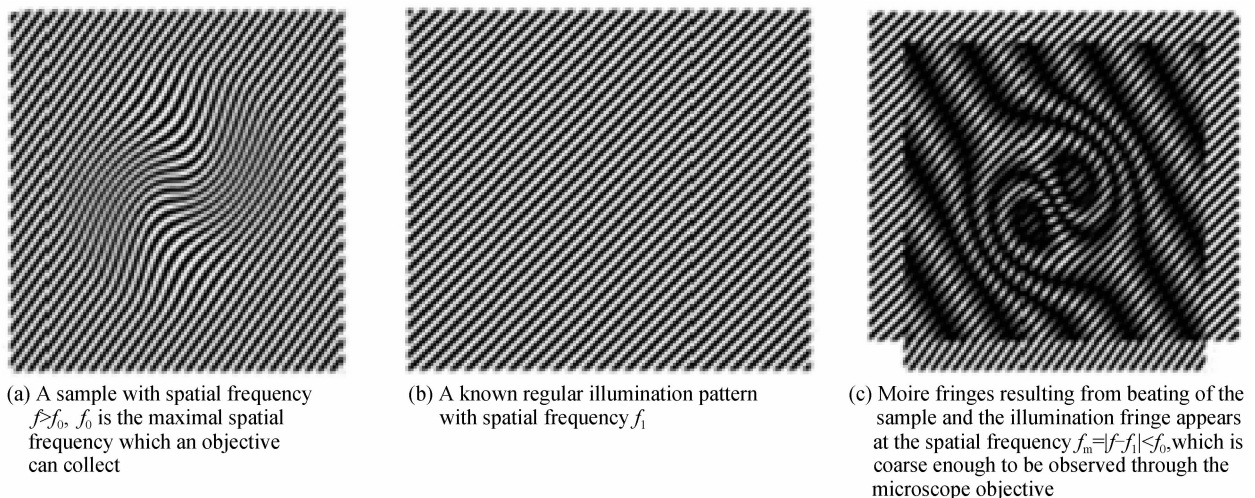 (a) A sample with spatial frequency
f>f₀, f₀ is the maximal spatial
frequency which an objective
can collect
(b) A known regular illumination pattern
with spatial frequency f₁
(c) Moire fringes resulting from beating of the
sample and the illumination fringe appears
at the spatial frequency fₘ=|f-f₁|<f₀,which is
coarse enough to be observed through the
microscope objective